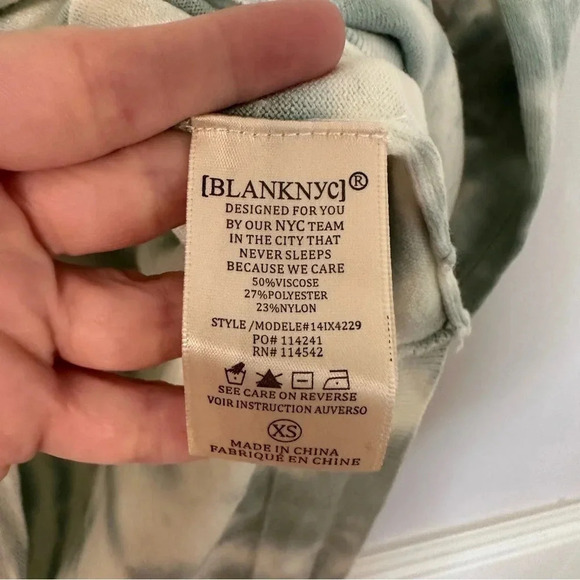 [BLANKNYC]®
DESIGNED FOR YOU
BY OUR NYC TEAM
IN THE CITY THAT
NEVER SLEEPS
BECAUSE WE CARE
50%VISCOSE
27%POLYESTER
23%NYLON
STYLE /MODELE#14IX4229
PO# 114241
RN# 114542
SEE CARE ON REVERSE
VOIR INSTRUCTION AUVERSO
XS
MADE IN CHINA
FABRIQUÉ EN CHINE